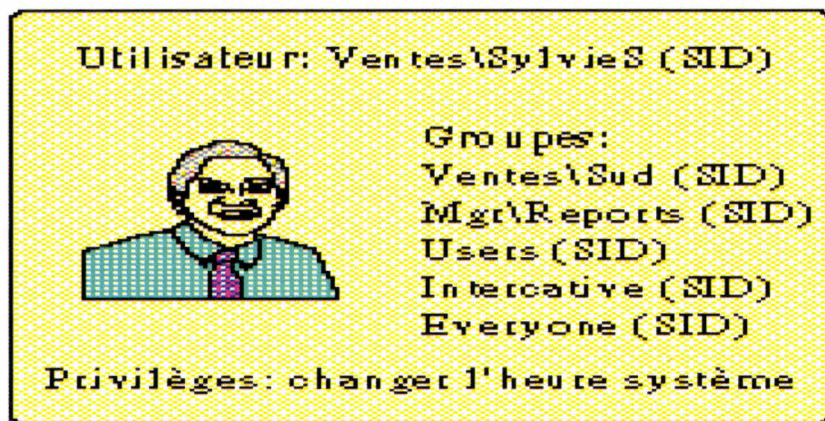 Utilisateur: Ventes\SylvieS (SID)
Groupes:
Ventes\Sud (SID)
Mgr\Reports (SID)
Users (SID)
Intercative (SID)
Everyone (SID)
Privilèges: changer l'heure système